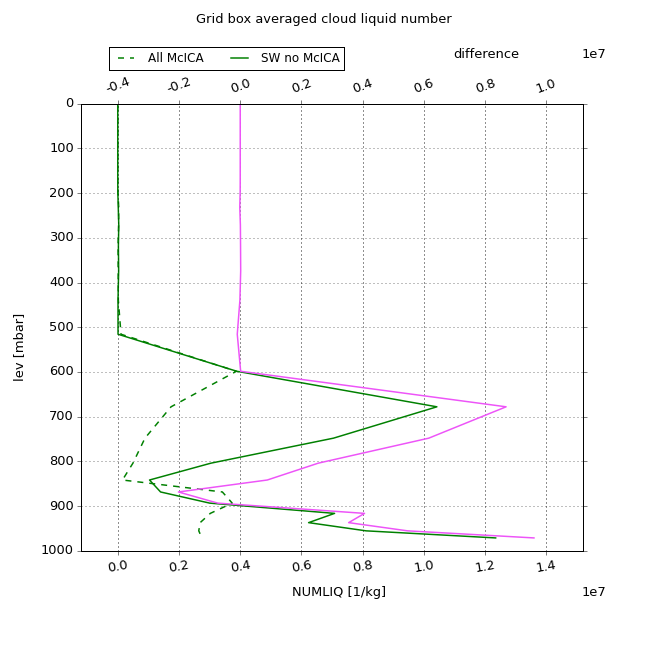 Grid box averaged cloud liquid number
All McICA SW no McICA
difference 1e7
-0.4 -0.2 0.0 0.2 0.4 0.6 0.8 1.0
0
100
200
300
400
500
600
700
800
900
1000
lev [mbar]
0.0 0.2 0.4 0.6 0.8 1.0 1.2 1.4
NUMLIQ [1/kg] 1e7